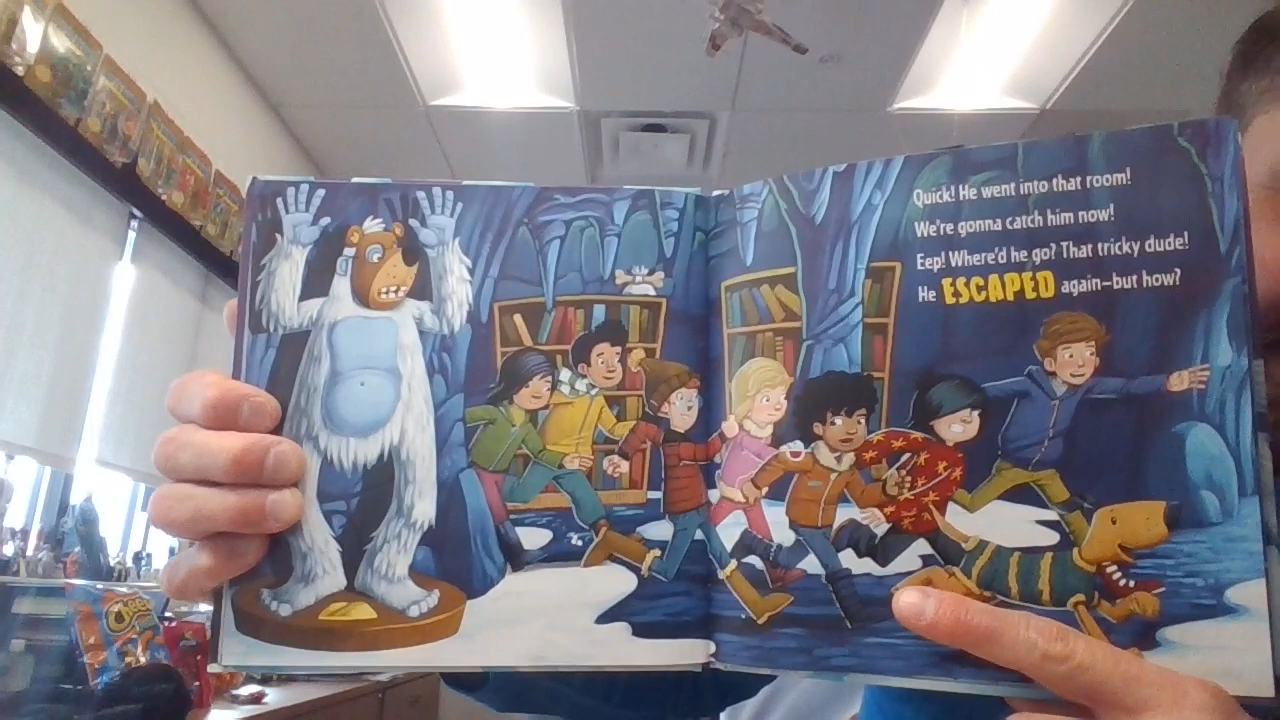 Quick! He went into that room!
We're gonna catch him now!
Eep! Where'd he go? That tricky dude!
He ESCAPED again–but how?